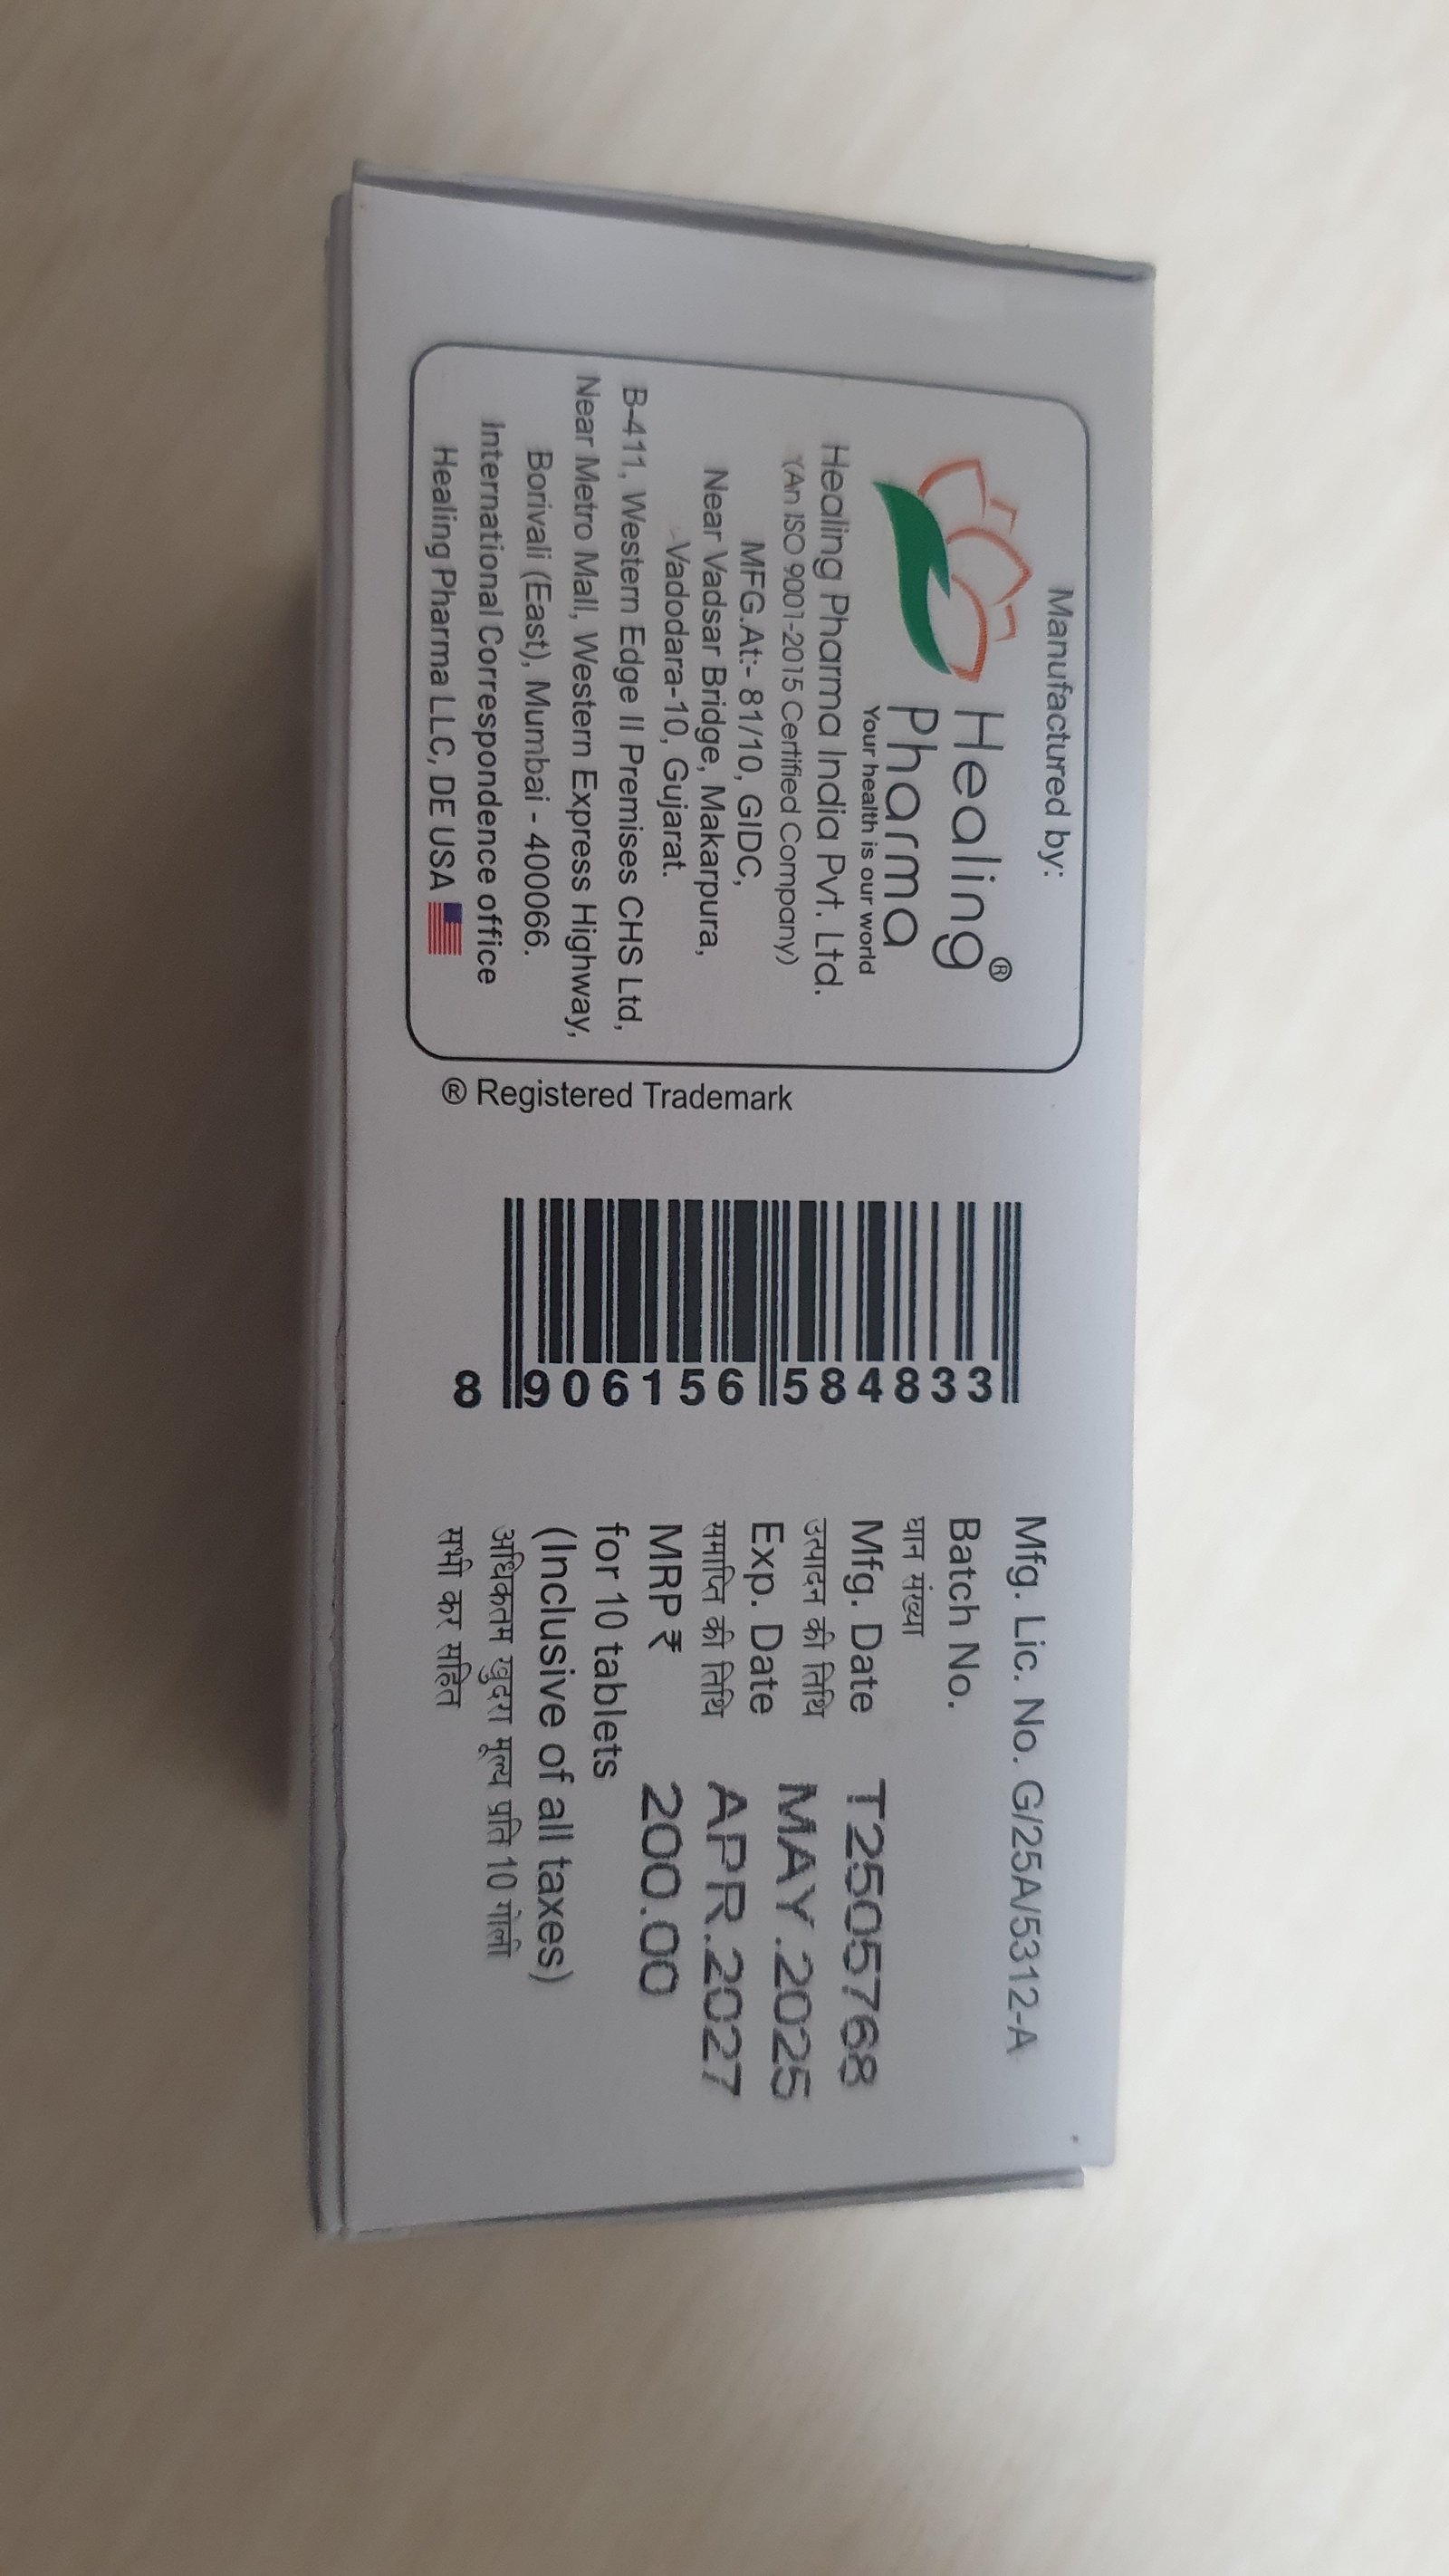 Manufactured by:
Healing®
Pharma
Your health is our world
Healing Pharma India Pvt. Ltd.
(An ISO 9001-2015 Certified Company)
MFG.At:- 81/10, GIDC,
Near Vadsar Bridge, Makarpura,
Vadodara-10, Gujarat.
B-411, Western Edge II Premises CHS Ltd,
Near Metro Mall, Western Express Highway,
Borivali (East), Mumbai - 400066.
International Correspondence office
Healing Pharma LLC, DE USA
® Registered Trademark
8 906156 584833
Mfg. Lic. No. G/25A/5312-A
Batch No.
घान संख्या
T2505768
Mfg. Date
उत्पादन की तिथि
MAY.2025
Exp. Date
समाप्ति की तिथि
APR.2027
MRP ₹
200.00
for 10 tablets
(Inclusive of all taxes)
अधिकतम खुदरा मूल्य प्रति 10 गोली
सभी कर सहित